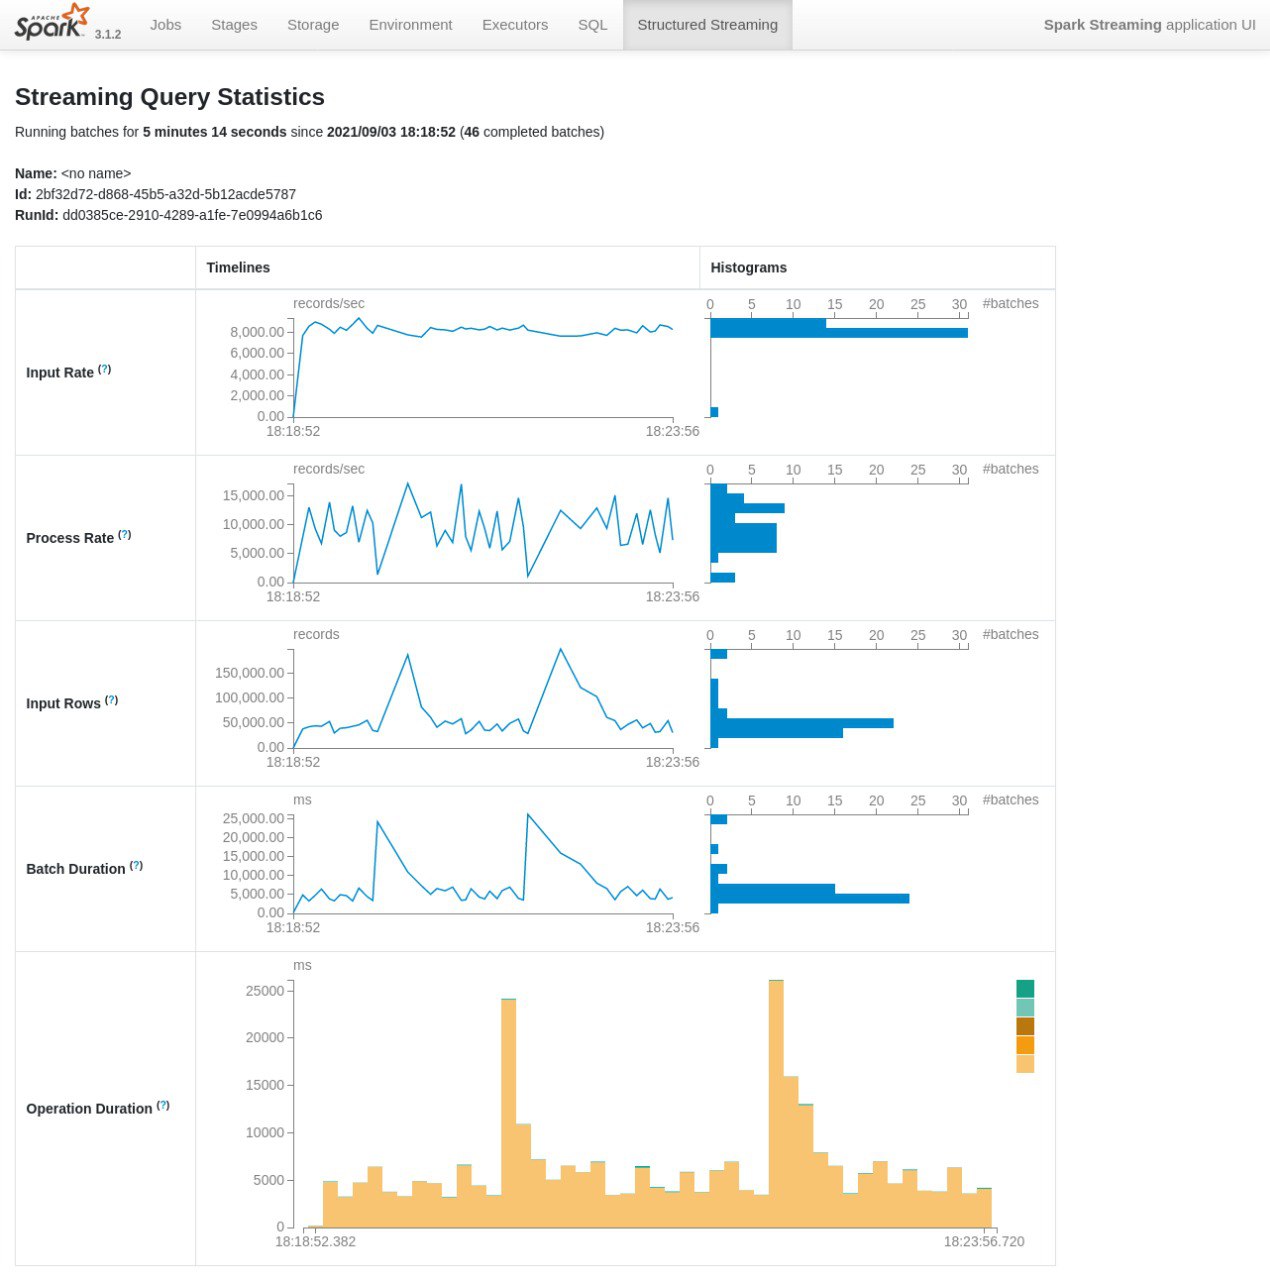 APACHE
Spark 3.1.2 Jobs Stages Storage Environment Executors SQL Structured Streaming Spark Streaming application UI
Streaming Query Statistics
Running batches for 5 minutes 14 seconds since 2021/09/03 18:18:52 (46 completed batches)
Name: <no name>
Id: 2bf32d72-d868-45b5-a32d-5b12acde5787
RunId: dd0385ce-2910-4289-a1fe-7e0994a6b1c6
Timelines Histograms
Input Rate (?)
records/sec
8,000.00
6,000.00
4,000.00
2,000.00
0.00
18:18:52 18:23:56
0 5 10 15 20 25 30 #batches
Process Rate (?)
records/sec
15,000.00
10,000.00
5,000.00
0.00
18:18:52 18:23:56
0 5 10 15 20 25 30 #batches
Input Rows (?)
records
150,000.00
100,000.00
50,000.00
0.00
18:18:52 18:23:56
0 5 10 15 20 25 30 #batches
Batch Duration (?)
ms
25,000.00
20,000.00
15,000.00
10,000.00
5,000.00
0.00
18:18:52 18:23:56
0 5 10 15 20 25 30 #batches
Operation Duration (?)
ms
25000
20000
15000
10000
5000
0
18:18:52.382 18:23:56.720